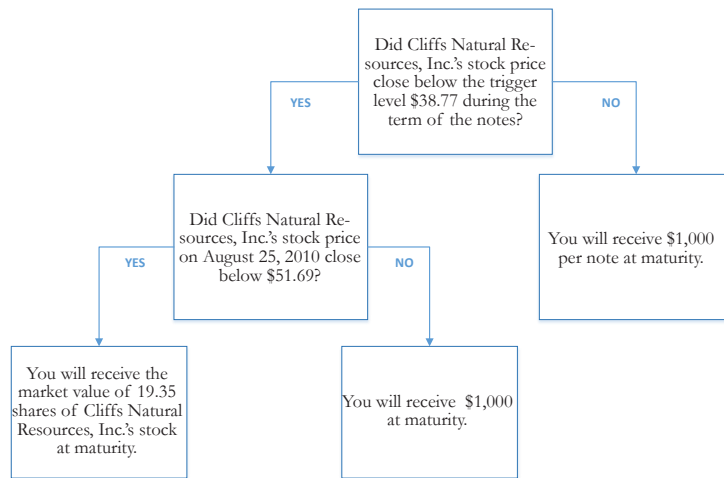 Did Cliffs Natural Re-
sources, Inc.'s stock price
close below the trigger
level $38.77 during the
term of the notes?
YES
NO
Did Cliffs Natural Re-
sources, Inc.'s stock price
on August 25, 2010 close
below $51.69?
You will receive $1,000
per note at maturity.
YES
NO
You will receive the
market value of 19.35
shares of Cliffs Natural
Resources, Inc.'s stock
at maturity.
You will receive $1,000
at maturity.